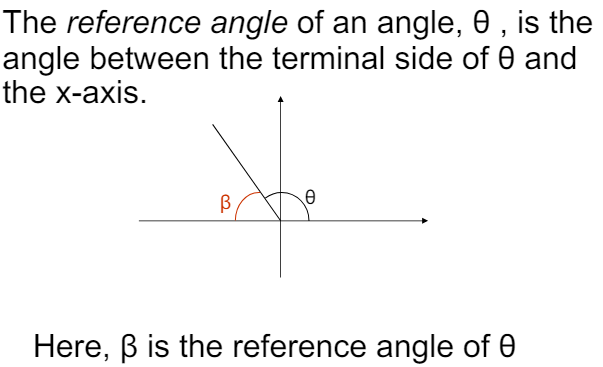 The reference angle of an angle, θ , is the
angle between the terminal side of θ and
the x-axis.
β
θ
Here, β is the reference angle of θ